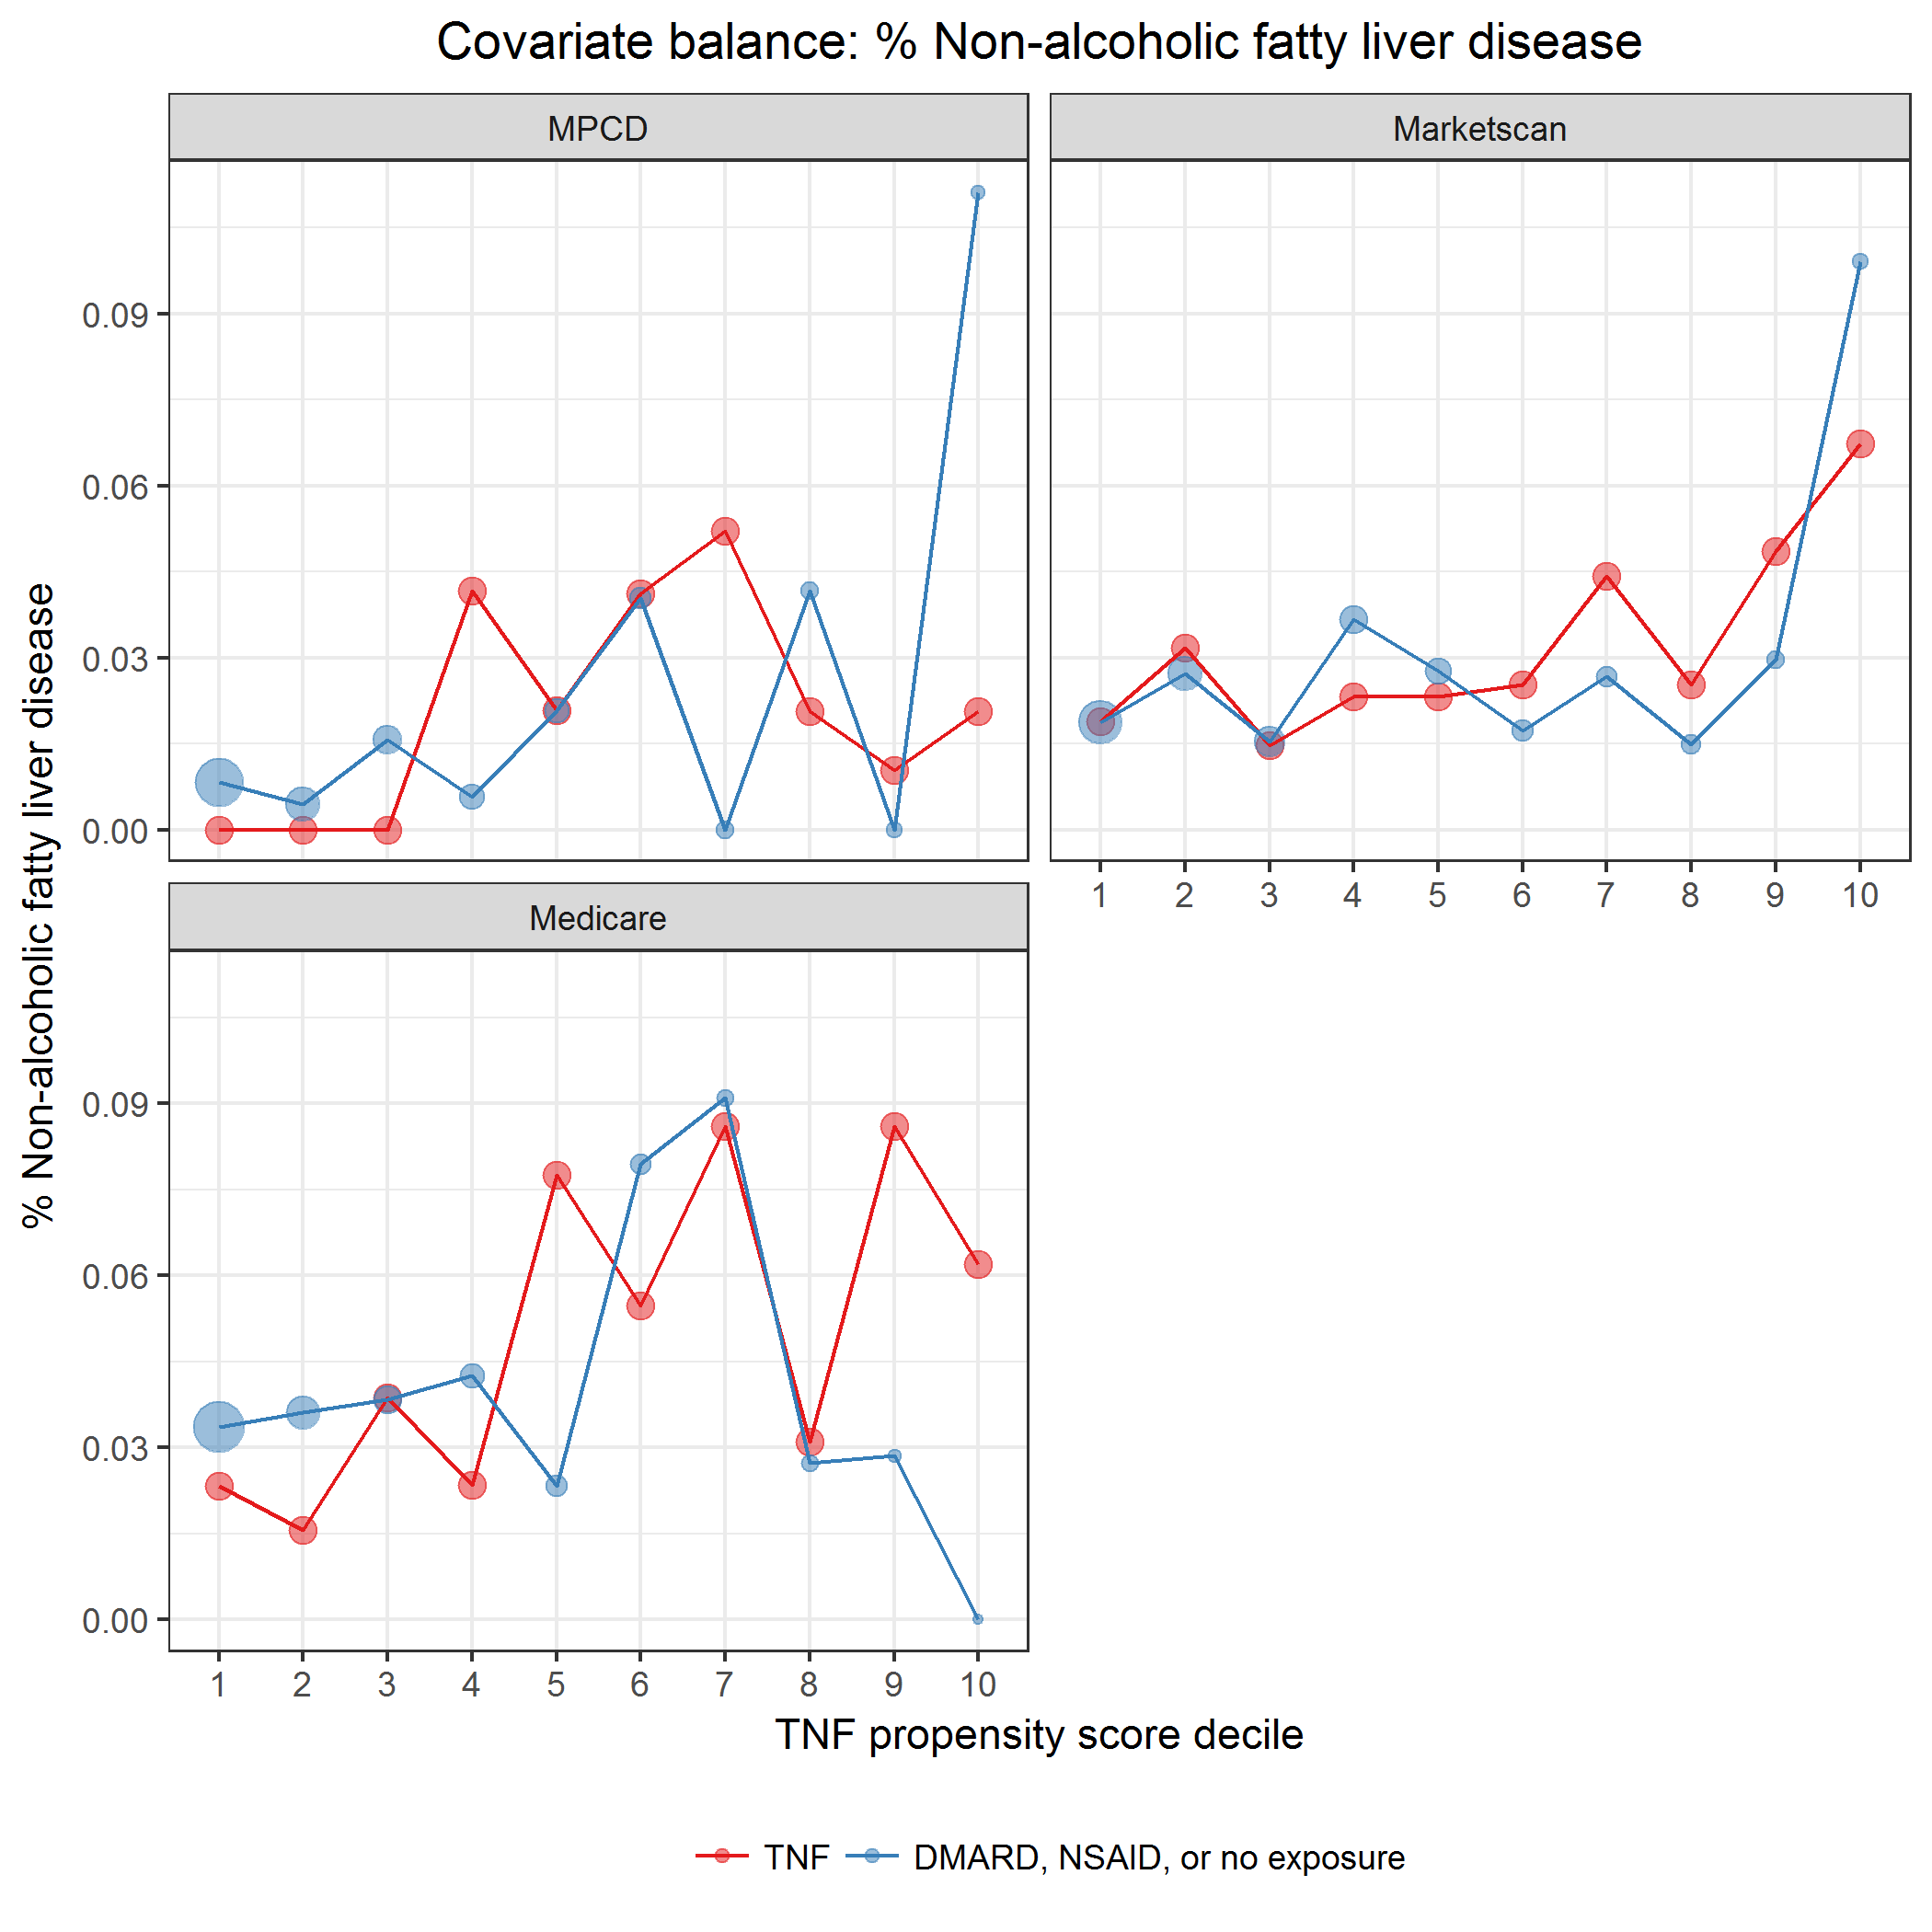 Covariate balance: % Non-alcoholic fatty liver disease
MPCD
Marketscan
% Non-alcoholic fatty liver disease
0.09
0.06
0.03
0.00
1 2 3 4 5 6 7 8 9 10
Medicare
0.09
0.06
0.03
0.00
1 2 3 4 5 6 7 8 9 10
TNF propensity score decile
TNF DMARD, NSAID, or no exposure